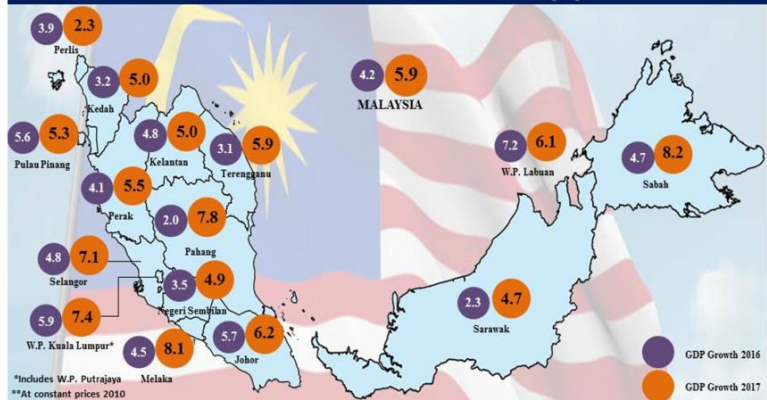 3.9 2.3
Perlis
3.2 5.0
Kedah
4.2 5.9
MALAYSIA
5.6 5.3
Pulau Pinang
4.8 5.0
Kelantan
3.1 5.9
Terengganu
7.2 6.1
W.P. Labuan
4.7 8.2
Sabah
4.1 5.5
Perak
2.0 7.8
Pahang
4.8 7.1
Selangor
3.5 4.9
Negeri Sembilan
2.3 4.7
Sarawak
5.9 7.4
W.P. Kuala Lumpur*
5.7 6.2
Johor
4.5 8.1
Melaka
GDP Growth 2016
GDP Growth 2017
*Includes W.P. Putrajaya
**At constant prices 2010